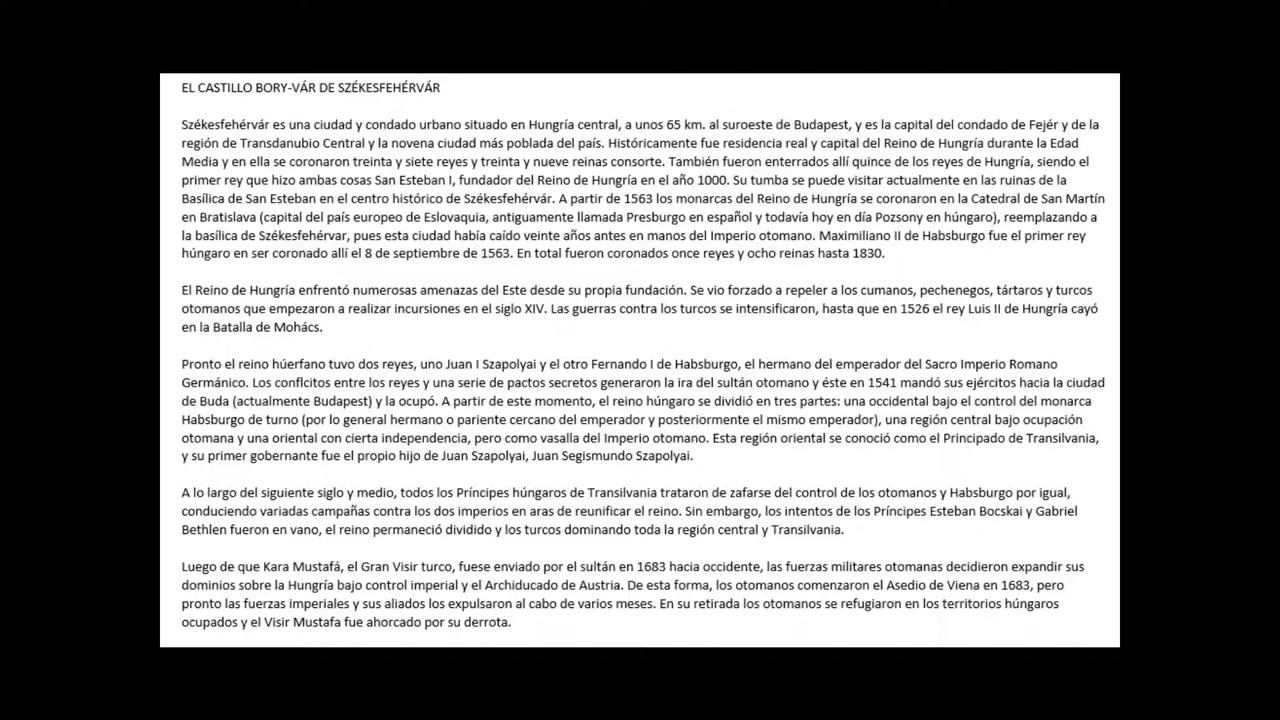 EL CASTILLO BORY-VÁR DE SZÉKESFEHÉRVÁR
Székesfehérvár es una ciudad y condado urbano situado en Hungría central, a unos 65 km. al suroeste de Budapest, y es la capital del condado de Fejér y de la
región de Transdanubio Central y la novena ciudad más poblada del país. Históricamente fue residencia real y capital del Reino de Hungría durante la Edad
Media y en ella se coronaron treinta y siete reyes y treinta y nueve reinas consorte. También fueron enterrados allí quince de los reyes de Hungría, siendo el
primer rey que hizo ambas cosas San Esteban I, fundador del Reino de Hungría en el año 1000. Su tumba se puede visitar actualmente en las ruinas de la
Basílica de San Esteban en el centro histórico de Székesfehérvár. A partir de 1563 los monarcas del Reino de Hungría se coronaron en la Catedral de San Martín
en Bratislava (capital del país europeo de Eslovaquia, antiguamente llamada Presburgo en español y todavía hoy en día Pozsony en húngaro), reemplazando a
la basílica de Székesfehérvar, pues esta ciudad había caído veinte años antes en manos del Imperio otomano. Maximiliano II de Habsburgo fue el primer rey
húngaro en ser coronado allí el 8 de septiembre de 1563. En total fueron coronados once reyes y ocho reinas hasta 1830.
El Reino de Hungría enfrentó numerosas amenazas del Este desde su propia fundación. Se vio forzado a repeler a los cumanos, pechenegos, tártaros y turcos
otomanos que empezaron a realizar incursiones en el siglo XIV. Las guerras contra los turcos se intensificaron, hasta que en 1526 el rey Luis II de Hungría cayó
en la Batalla de Mohács.
Pronto el reino húerfano tuvo dos reyes, uno Juan I Szapolyai y el otro Fernando I de Habsburgo, el hermano del emperador del Sacro Imperio Romano
Germánico. Los conflcitos entre los reyes y una serie de pactos secretos generaron la ira del sultán otomano y éste en 1541 mandó sus ejércitos hacia la ciudad
de Buda (actualmente Budapest) y la ocupó. A partir de este momento, el reino húngaro se dividió en tres partes: una occidental bajo el control del monarca
Habsburgo de turno (por lo general hermano o pariente cercano del emperador y posteriormente el mismo emperador), una región central bajo ocupación
otomana y una oriental con cierta independencia, pero como vasalla del Imperio otomano. Esta región oriental se conoció como el Principado de Transilvania,
y su primer gobernante fue el propio hijo de Juan Szapolyai, Juan Segismundo Szapolyai.
A lo largo del siguiente siglo y medio, todos los Príncipes húngaros de Transilvania trataron de zafarse del control de los otomanos y Habsburgo por igual,
conduciendo variadas campañas contra los dos imperios en aras de reunificar el reino. Sin embargo, los intentos de los Príncipes Esteban Bocskai y Gabriel
Bethlen fueron en vano, el reino permaneció dividido y los turcos dominando toda la región central y Transilvania.
Luego de que Kara Mustafá, el Gran Visir turco, fuese enviado por el sultán en 1683 hacia occidente, las fuerzas militares otomanas decidieron expandir sus
dominios sobre la Hungría bajo control imperial y el Archiducado de Austria. De esta forma, los otomanos comenzaron el Asedio de Viena en 1683, pero
pronto las fuerzas imperiales y sus aliados los expulsaron al cabo de varios meses. En su retirada los otomanos se refugiaron en los territorios húngaros
ocupados y el Visir Mustafa fue ahorcado por su derrota.